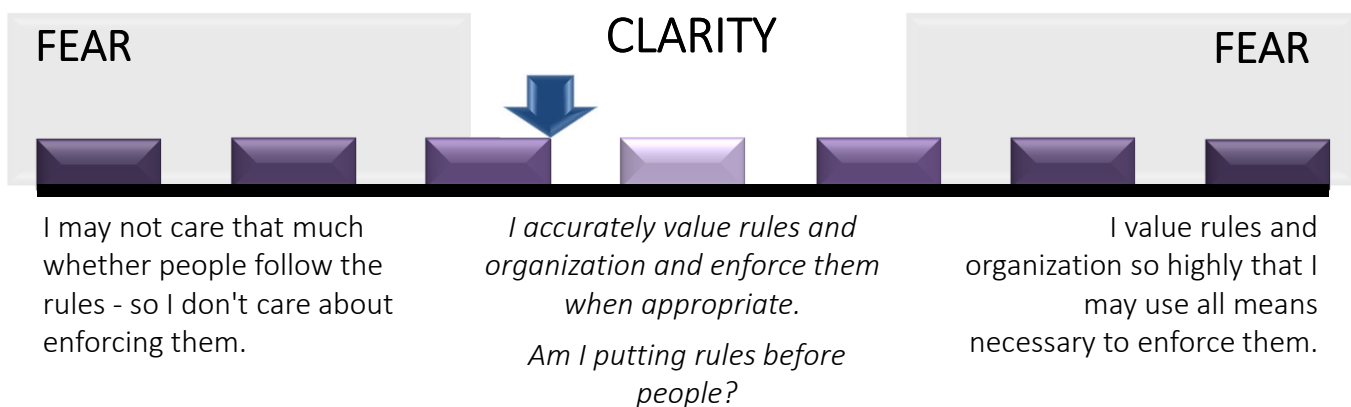 FEAR
CLARITY
FEAR
I may not care that much
whether people follow the
rules - so I don't care about
enforcing them.
I accurately value rules and
organization and enforce them
when appropriate.
Am I putting rules before
people?
I value rules and
organization so highly that I
may use all means
necessary to enforce them.